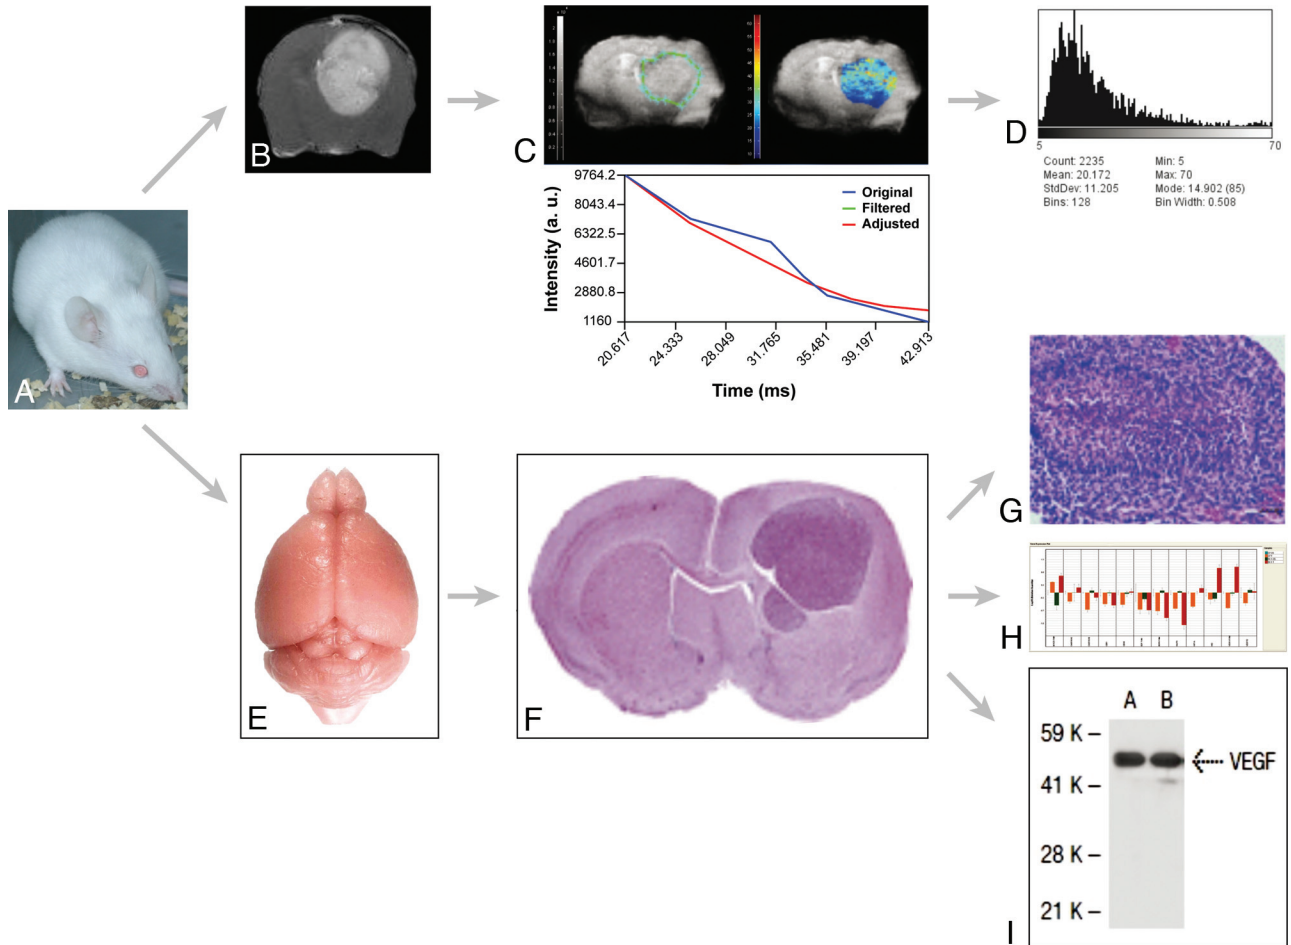 A
B
C
D
5 70
Count: 2235 Min: 5
Mean: 20.172 Max: 70
StdDev: 11.205 Mode: 14.902 (85)
Bins: 128 Bin Width: 0.508
Intensity (a. u.)
9764.2
8043.4
6322.5
4601.7
2880.8
1160
Original
Filtered
Adjusted
20.617 24.333 28.049 31.765 35.481 39.197 42.913
Time (ms)
E
F
G
H
I
A B
59 K –
VEGF
41 K –
28 K –
21 K –